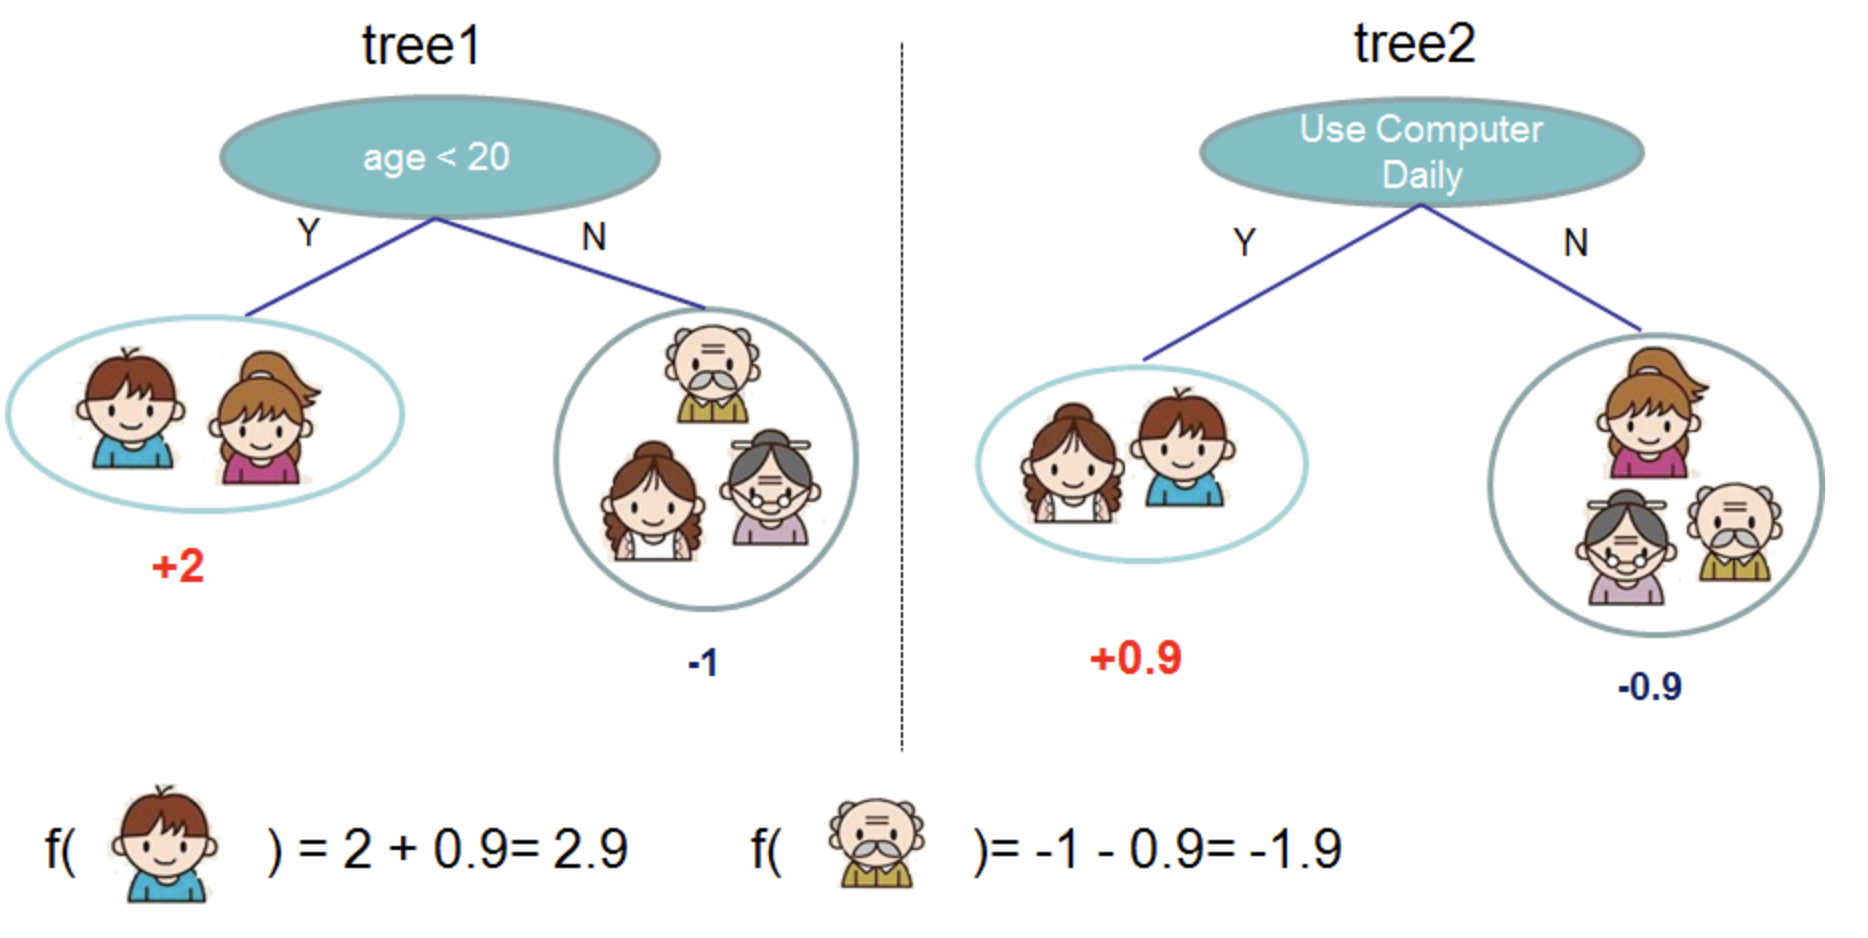 tree1
tree2
age < 20
Use Computer
Daily
Y
N
Y
N
+2
-1
+0.9
-0.9
f( ) = 2 + 0.9= 2.9
f( )= -1 - 0.9= -1.9